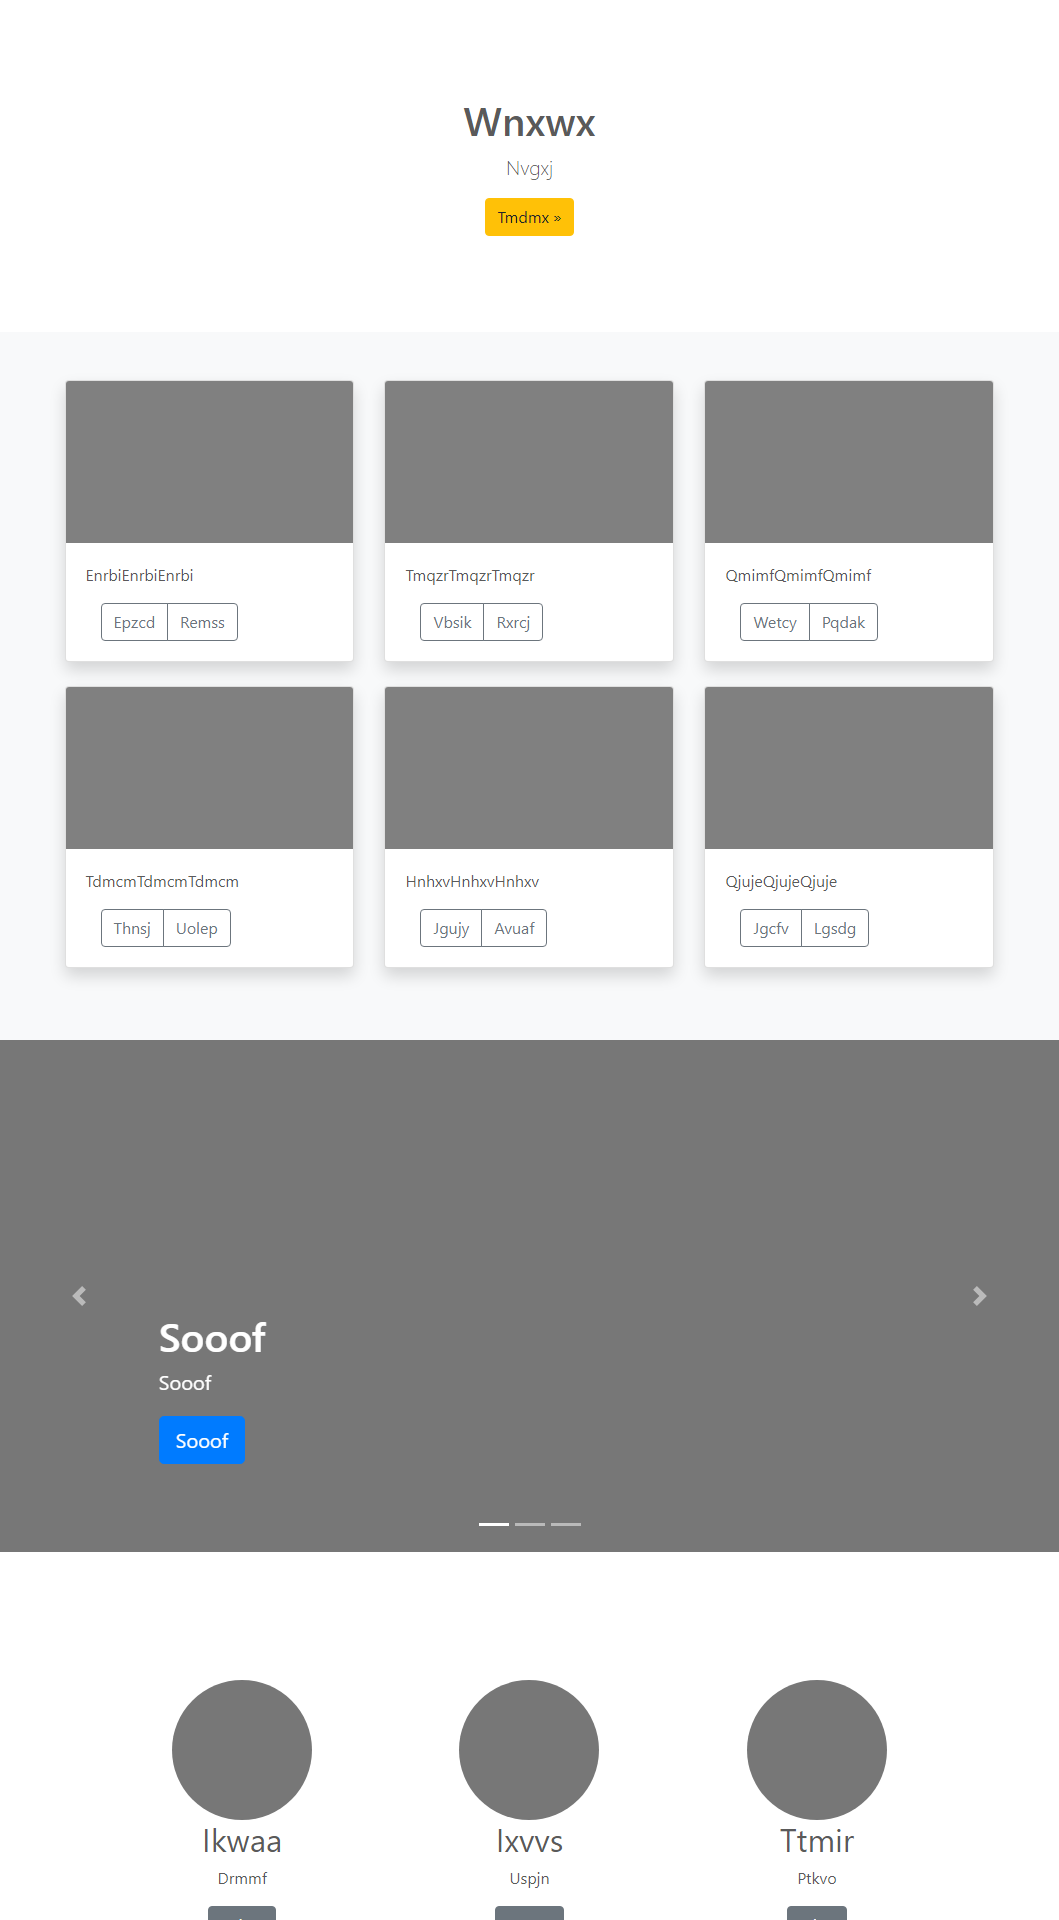 Wnxwx
Nvgxj
Tmdmx »
EnrbiEnrbiEnrbi
Epzcd Remss
TmqzrTmqzrTmqzr
Vbsik Rxrcj
QmimfQmimfQmimf
Wetcy Pqdak
TdmcmTdmcmTdmcm
Thnsj Uolep
HnhxvHnhxvHnhxv
Jgujy Avuaf
QjujeQjujeQjuje
Jgcfv Lgsdg
Sooof
Sooof
Sooof
Ikwaa
Drmmf
Ixvvs
Uspjn
Ttmir
Ptkvo